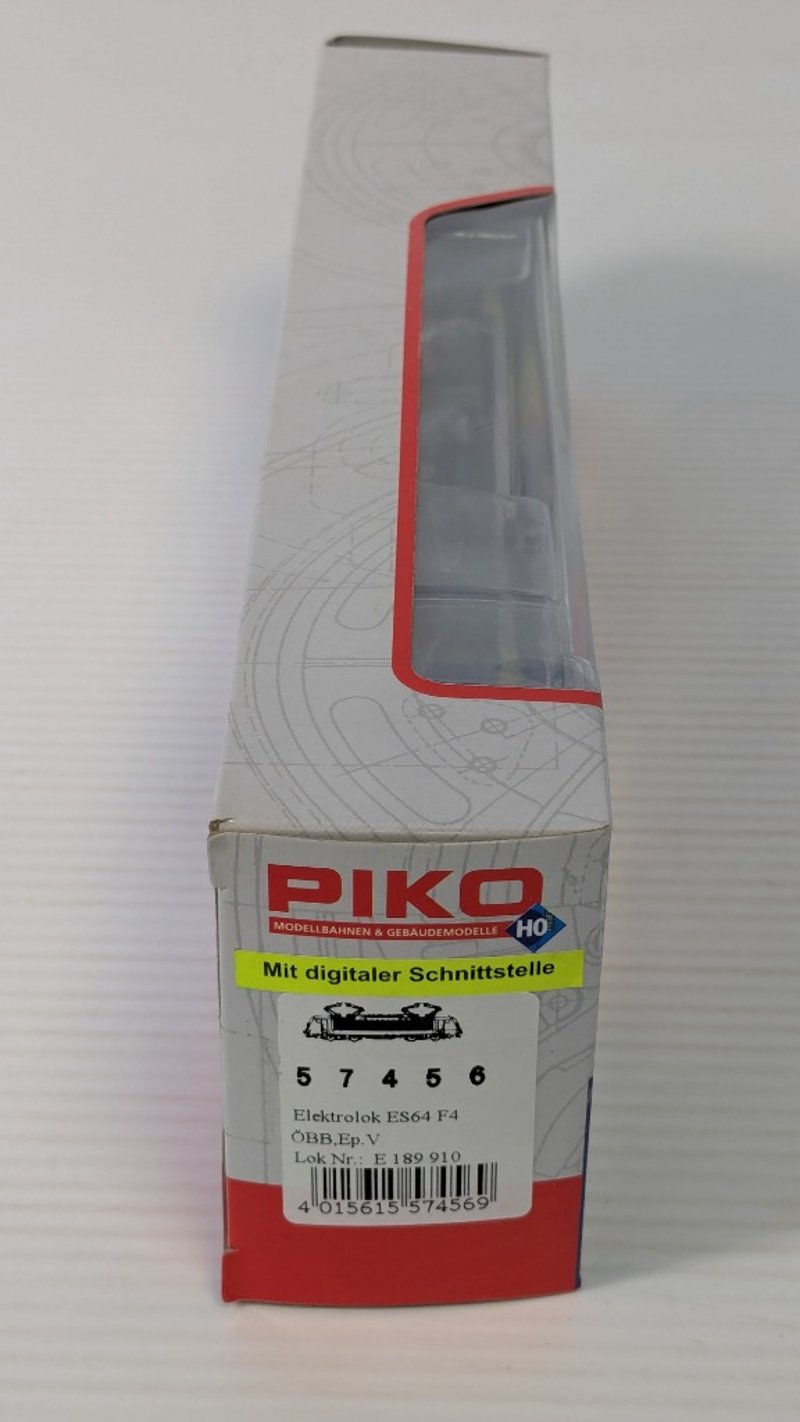 PIKO
MODELLBAHNEN & GEBÄUDEMODELLE
H0
Mit digitaler Schnittstelle
5 7 4 5 6
Elektrolok ES64 F4
ÖBB,Ep.V
Lok Nr.: E 189 910
4 015615 574569